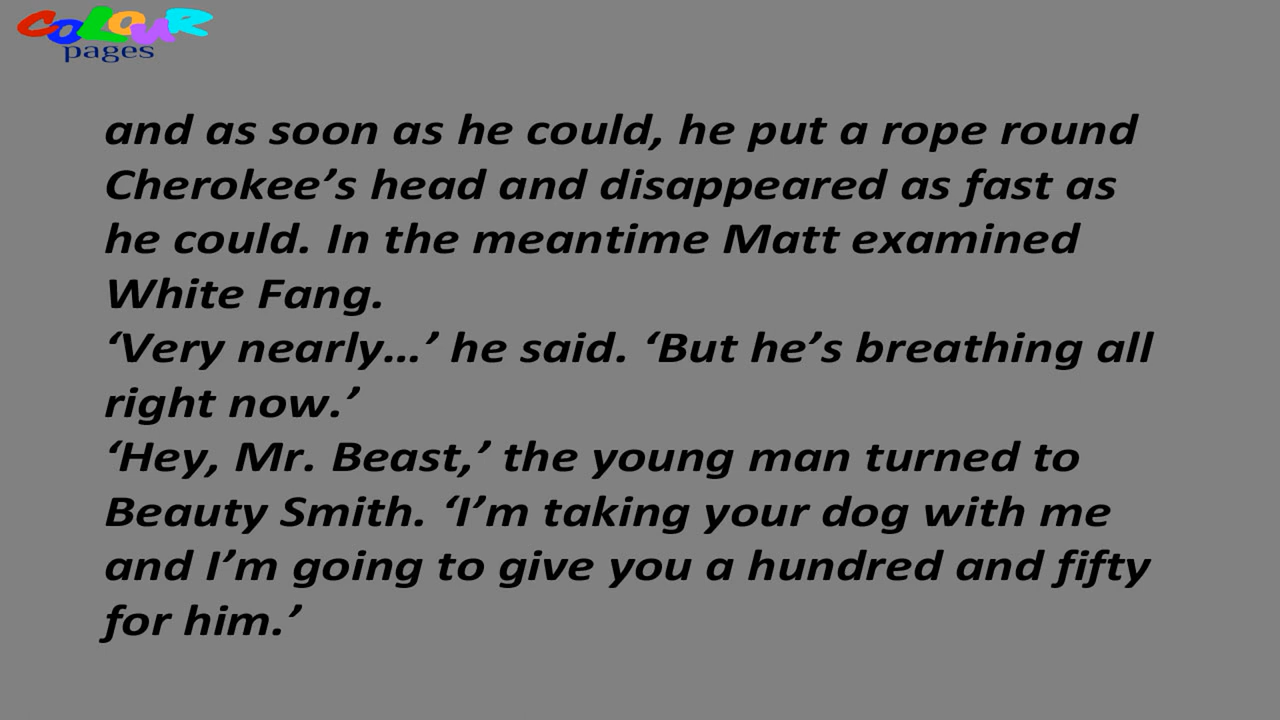 COLOUR
pages
and as soon as he could, he put a rope round
Cherokee’s head and disappeared as fast as
he could. In the meantime Matt examined
White Fang.
‘Very nearly...’ he said. ‘But he’s breathing all
right now.’
‘Hey, Mr. Beast,’ the young man turned to
Beauty Smith. ‘I’m taking your dog with me
and I’m going to give you a hundred and fifty
for him.’